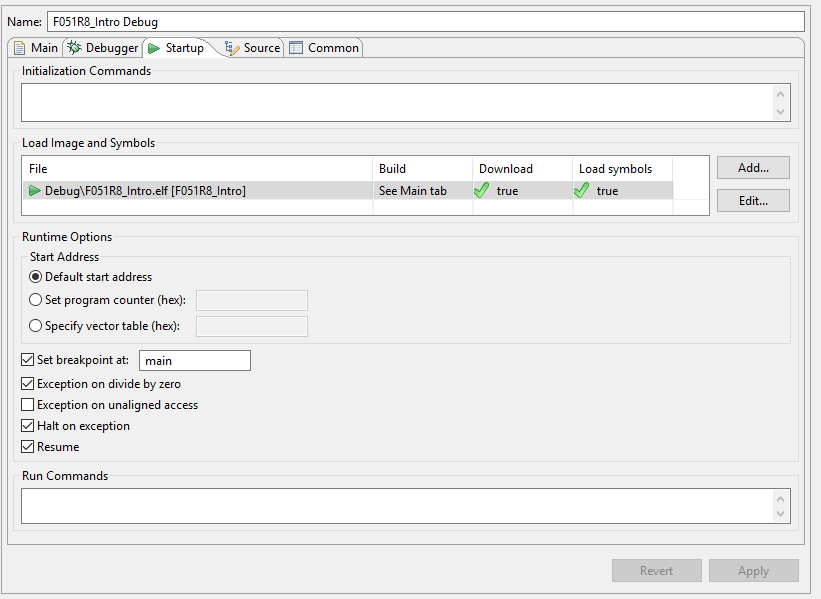 Name: F051R8_Intro Debug
Main Debugger Startup Source Common
Initialization Commands
Load Image and Symbols
File Build Download Load symbols
Debug\F051R8_Intro.elf [F051R8_Intro] See Main tab true true
Add...
Edit...
Runtime Options
Start Address
Default start address
Set program counter (hex):
Specify vector table (hex):
Set breakpoint at: main
Exception on divide by zero
Exception on unaligned access
Halt on exception
Resume
Run Commands
Revert Apply